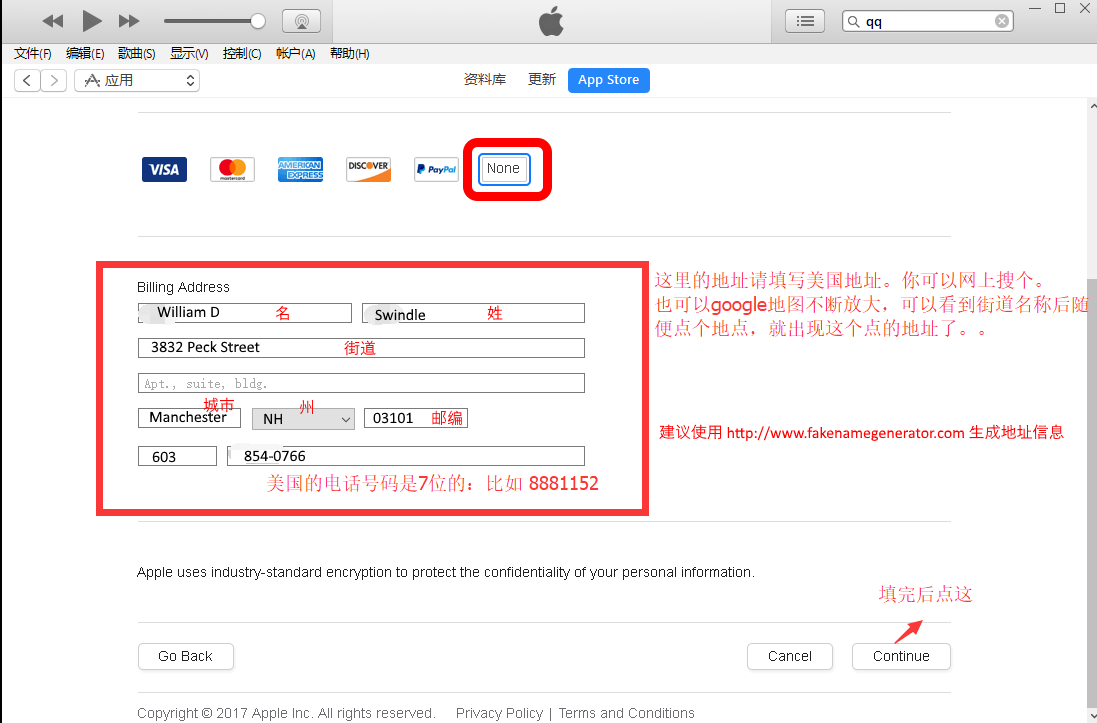 qq
文件(F) 编辑(E) 歌曲(S) 显示(V) 控制(C) 帐户(A) 帮助(H)
应用 资料库 更新 App Store
VISA mastercard AMERICAN EXPRESS DISCOVER PayPal None
Billing Address
这里的地址请填写美国地址。你可以网上搜个。
也可以google地图不断放大，可以看到街道名称后随
便点个地点，就出现这个点的地址了。。
William D 名 Swindle 姓
3832 Peck Street 街道
Apt., suite, bldg.
城市 州
Manchester NH 03101 邮编
建议使用 http://www.fakenamegenerator.com 生成地址信息
603 854-0766
美国的电话号码是7位的：比如 8881152
Apple uses industry-standard encryption to protect the confidentiality of your personal information.
填完后点这
Go Back Cancel Continue
Copyright © 2017 Apple Inc. All rights reserved. Privacy Policy | Terms and Conditions